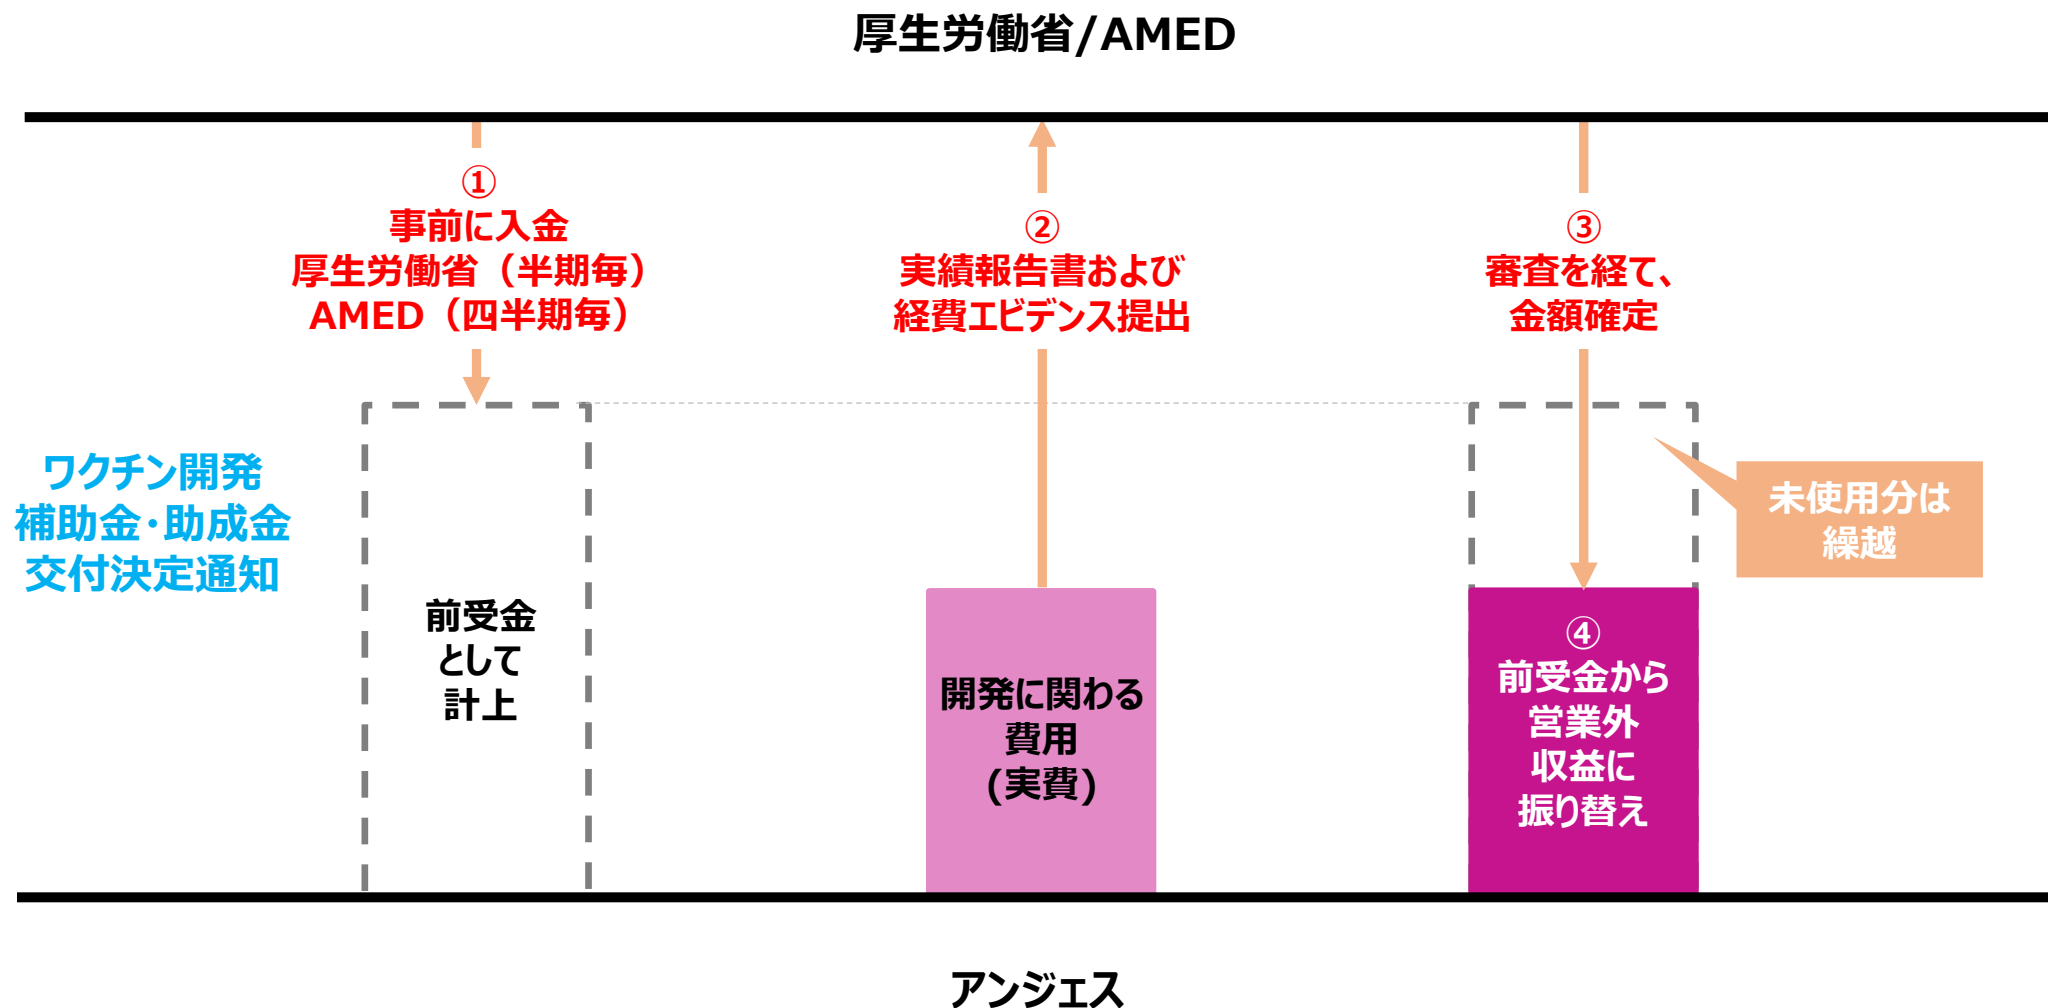 厚生労働省/AMED
①
事前に入金
厚生労働省（半期毎）
AMED（四半期毎）
②
実績報告書および
経費エビデンス提出
③
審査を経て、
金額確定
ワクチン開発
補助金・助成金
交付決定通知
前受金
として
計上
開発に関わる
費用
(実費)
④
前受金から
営業外
収益に
振り替え
未使用分は
繰越
アンジェス